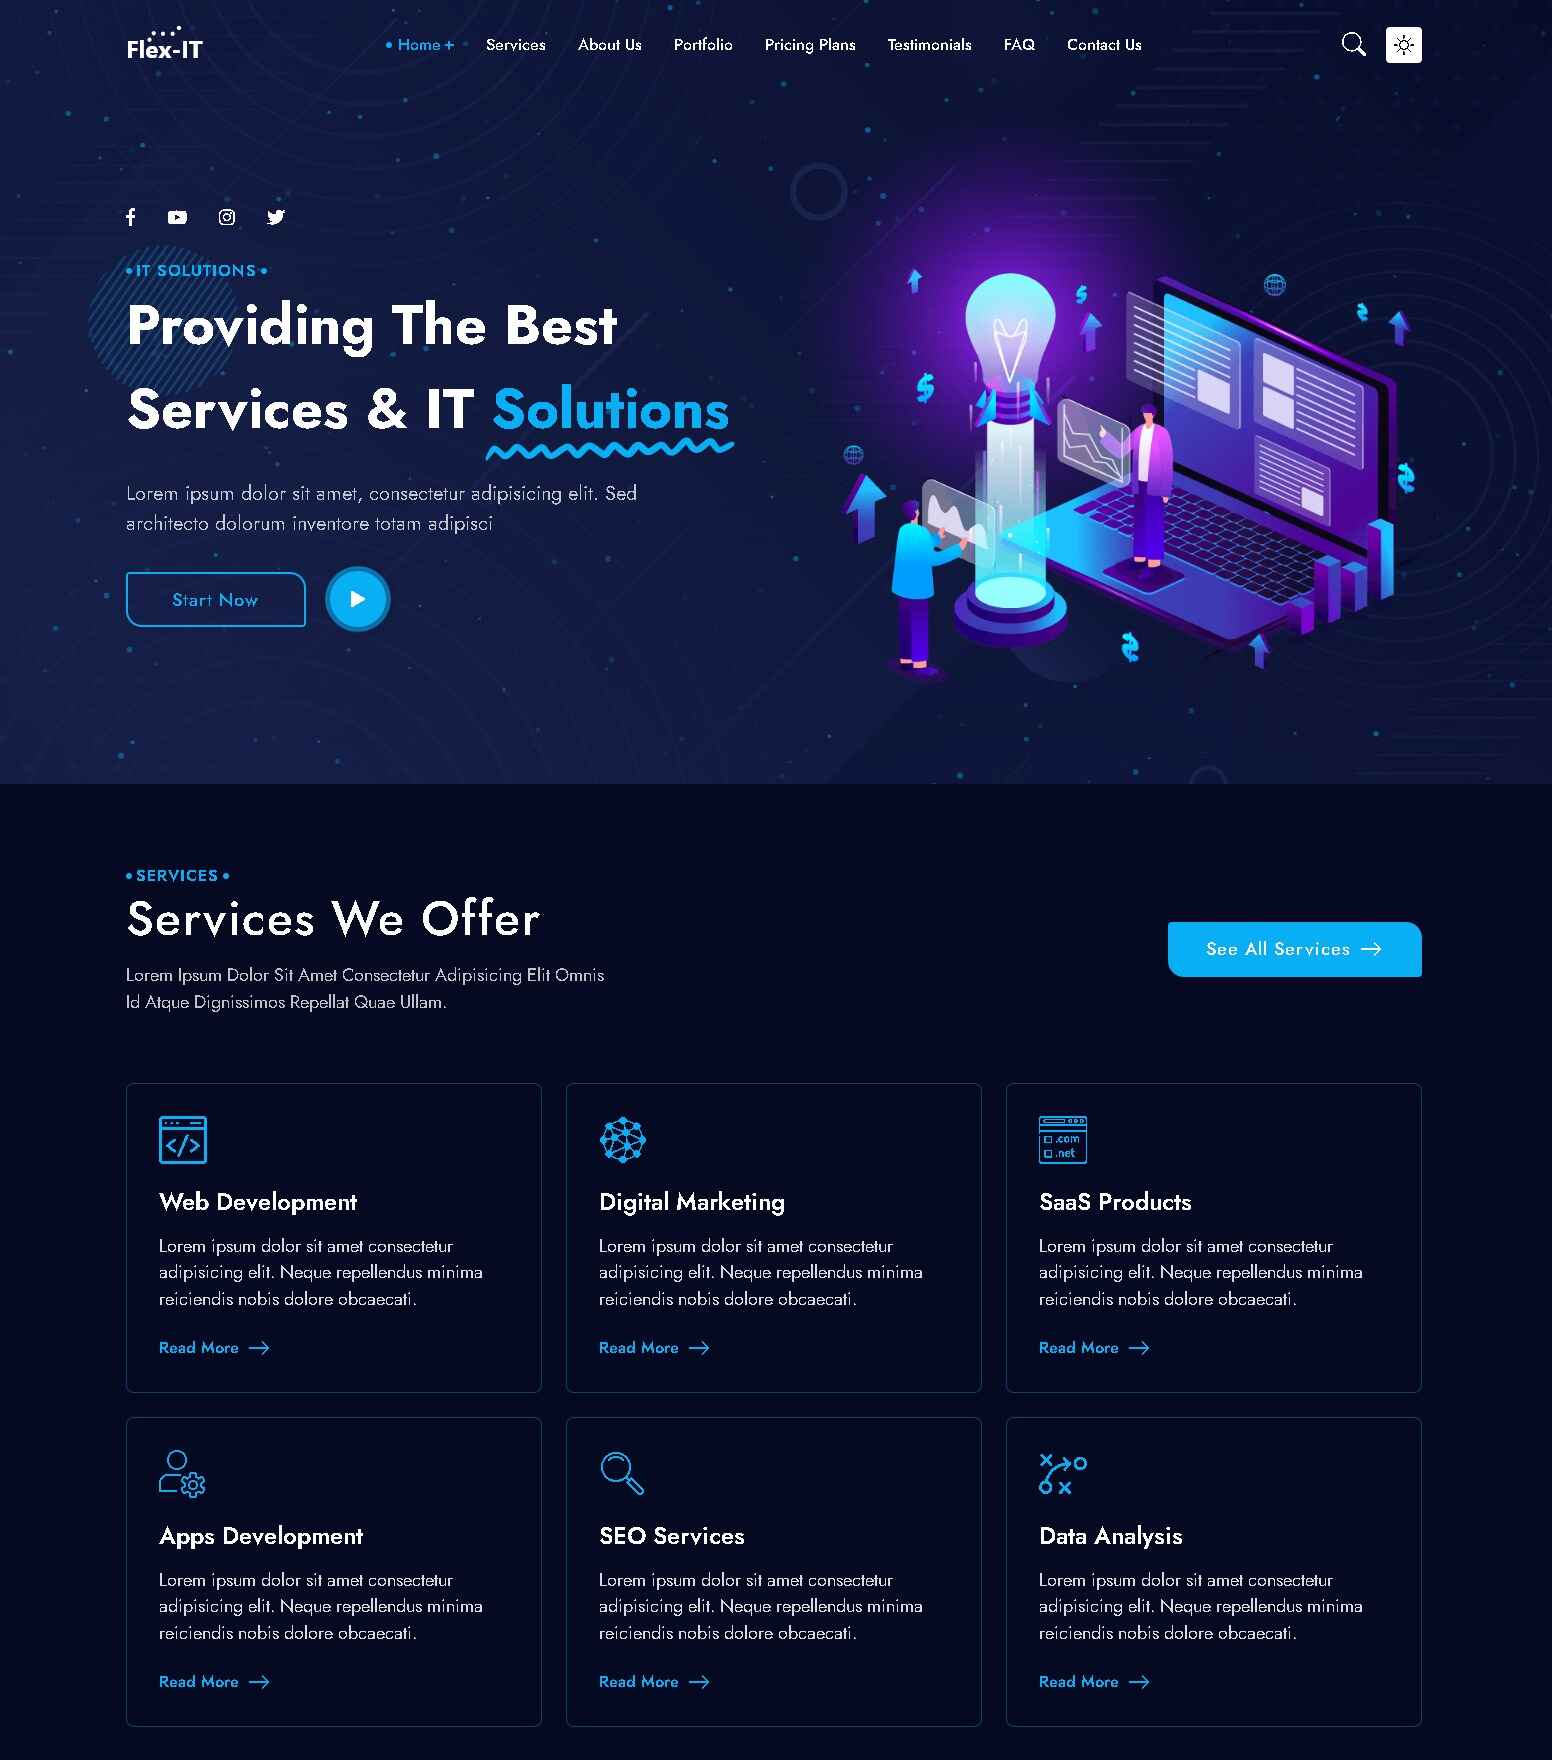 Flex-IT
Home +
Services
About Us
Portfolio
Pricing Plans
Testimonials
FAQ
Contact Us
• IT SOLUTIONS •
Providing The Best
Services & IT Solutions
Lorem ipsum dolor sit amet, consectetur adipisicing elit. Sed
architecto dolorum inventore totam adipisci
Start Now
• SERVICES •
Services We Offer
Lorem Ipsum Dolor Sit Amet Consectetur Adipisicing Elit Omnis
Id Atque Dignissimos Repellat Quae Ullam.
See All Services
Web Development
Lorem ipsum dolor sit amet consectetur
adipisicing elit. Neque repellendus minima
reiciendis nobis dolore obcaecati.
Read More
Digital Marketing
Lorem ipsum dolor sit amet consectetur
adipisicing elit. Neque repellendus minima
reiciendis nobis dolore obcaecati.
Read More
.com
.net
SaaS Products
Lorem ipsum dolor sit amet consectetur
adipisicing elit. Neque repellendus minima
reiciendis nobis dolore obcaecati.
Read More
Apps Development
Lorem ipsum dolor sit amet consectetur
adipisicing elit. Neque repellendus minima
reiciendis nobis dolore obcaecati.
Read More
SEO Services
Lorem ipsum dolor sit amet consectetur
adipisicing elit. Neque repellendus minima
reiciendis nobis dolore obcaecati.
Read More
Data Analysis
Lorem ipsum dolor sit amet consectetur
adipisicing elit. Neque repellendus minima
reiciendis nobis dolore obcaecati.
Read More